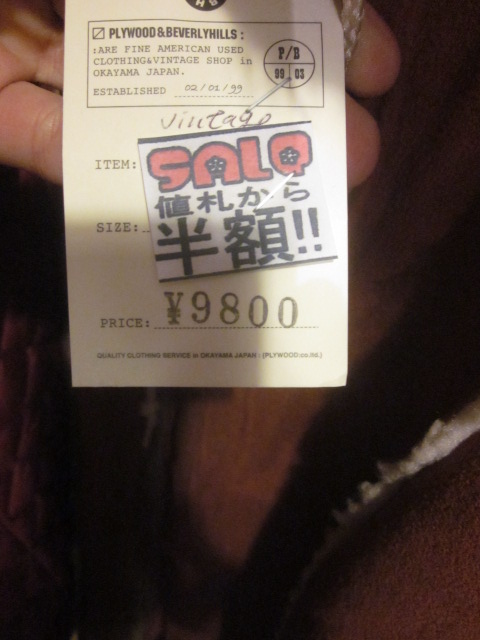 PLYWOOD&BEVERLYHILLS :
:ARE FINE AMERICAN USED
CLOTHING&VINTAGE SHOP in
OKAYAMA JAPAN.
P/B
99 03
ESTABLISHED 02/01/99
vintage
ITEM:
SALE
値札から
SIZE:
半額!!
PRICE: ¥9800
QUALITY CLOTHING SERVICE in OKAYAMA JAPAN : (PLYWOOD co.ltd.)